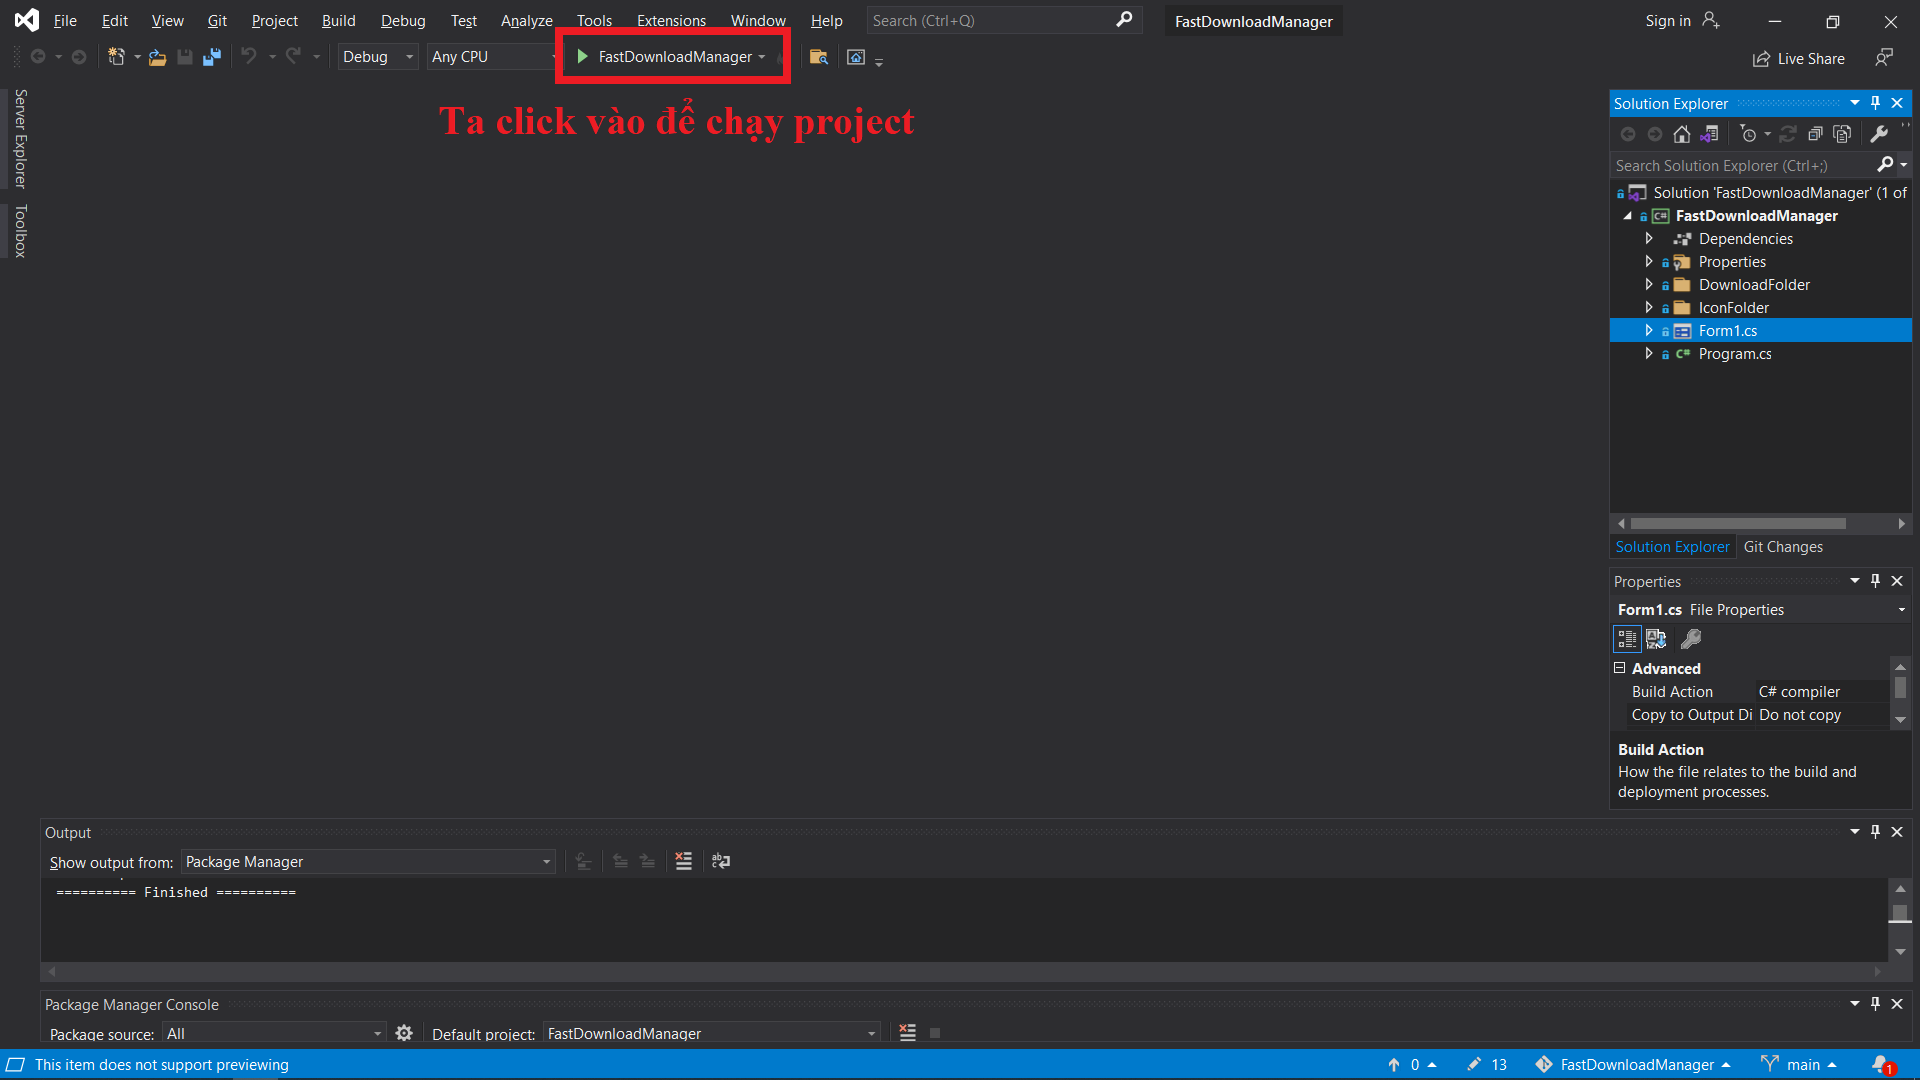 File Edit View Git Project Build Debug Test Analyze Tools Extensions Window Help Search (Ctrl+Q) FastDownloadManager Sign in
Debug Any CPU FastDownloadManager Live Share
Ta click vào để chạy project
Server Explorer
Toolbox
Solution Explorer
Search Solution Explorer (Ctrl+;)
Solution 'FastDownloadManager' (1 of
C# FastDownloadManager
Dependencies
Properties
DownloadFolder
IconFolder
Form1.cs
C# Program.cs
Solution Explorer Git Changes
Properties
Form1.cs File Properties
Advanced
Build Action C# compiler
Copy to Output Di Do not copy
Build Action
How the file relates to the build and
deployment processes.
Output
Show output from: Package Manager
========== Finished ==========
Package Manager Console
Package source: All Default project: FastDownloadManager
This item does not support previewing 0 13 FastDownloadManager main 1